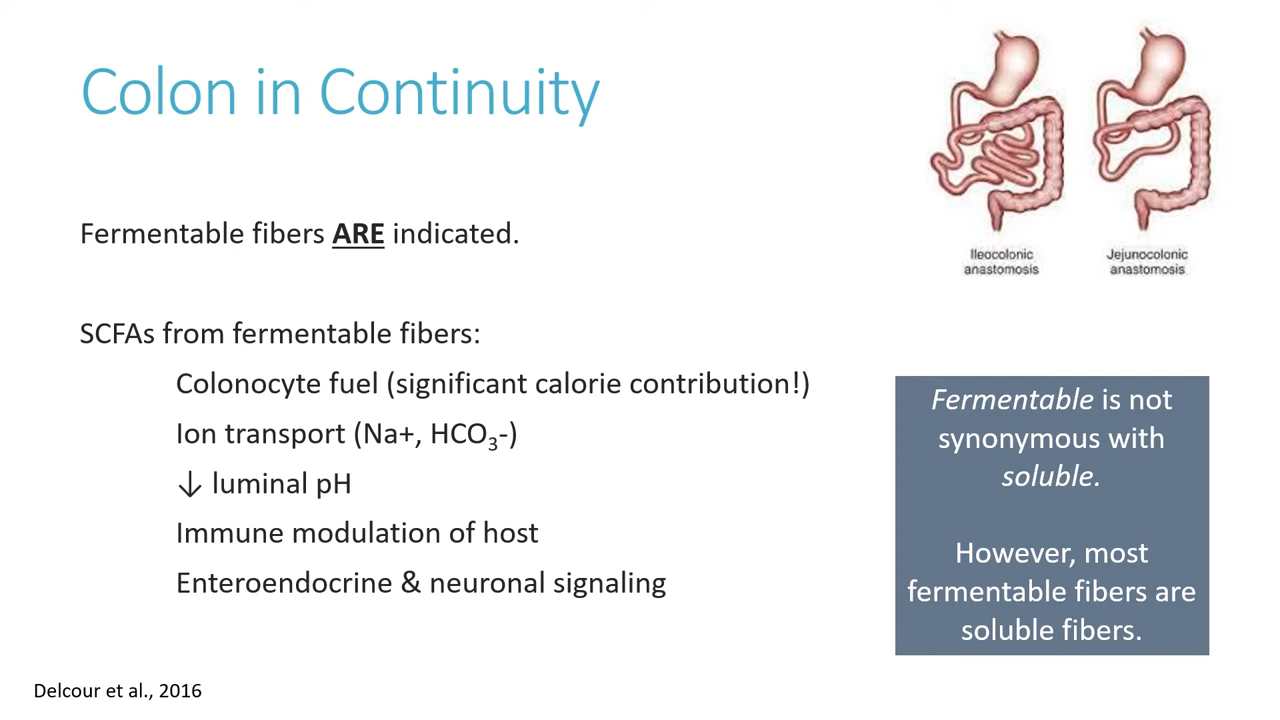 Colon in Continuity
Ileocolonic
anastomosis
Jejunocolonic
anastomosis
Fermentable fibers ARE indicated.
SCFAs from fermentable fibers:
Colonocyte fuel (significant calorie contribution!)
Ion transport (Na+, HCO₃-)
↓ luminal pH
Immune modulation of host
Enteroendocrine & neuronal signaling
Fermentable is not
synonymous with
soluble.
However, most
fermentable fibers are
soluble fibers.
Delcour et al., 2016